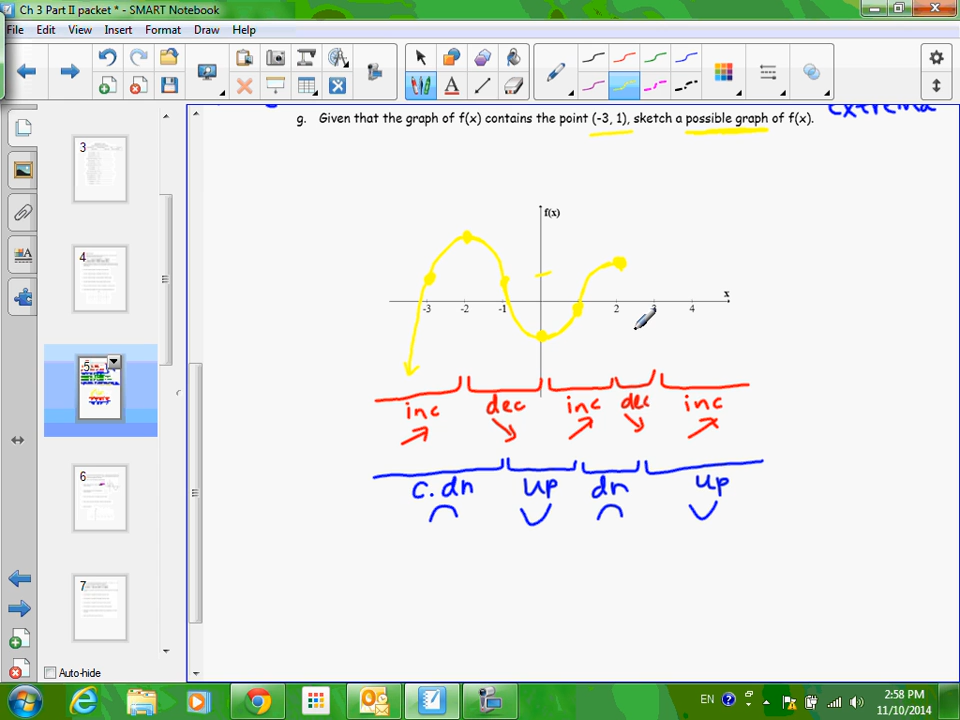 Ch 3 Part II packet * - SMART Notebook
File Edit View Insert Format Draw Help
extrema
g. Given that the graph of f(x) contains the point (-3, 1), sketch a possible graph of f(x).
3
4
5
6
7
f(x)
x
-3 -2 -1 2 3 4
inc dec inc dec inc
c. dn up dn up
Auto-hide
EN
2:58 PM
11/10/2014